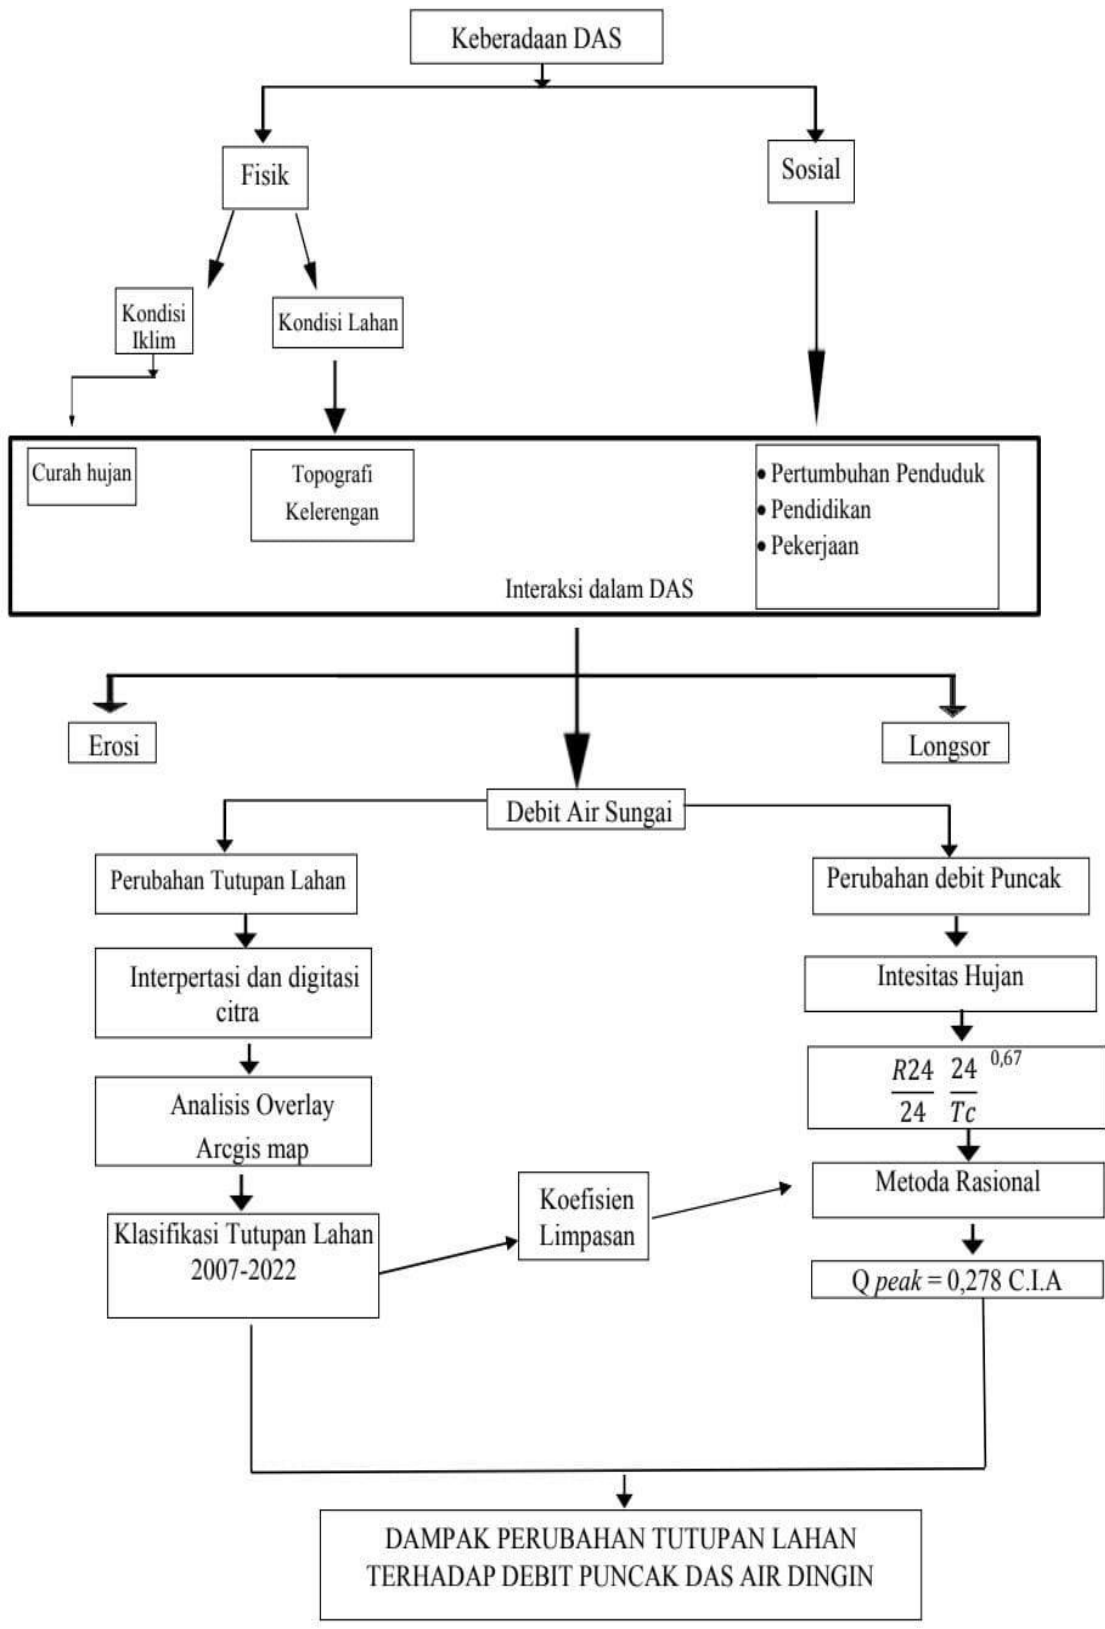 Keberadaan DAS
Fisik
Sosial
Kondisi
Iklim
Kondisi Lahan
Curah hujan
Topografi
Kelerengan
• Pertumbuhan Penduduk
• Pendidikan
• Pekerjaan
Interaksi dalam DAS
Erosi
Longsor
Debit Air Sungai
Perubahan Tutupan Lahan
Perubahan debit Puncak
Interpertasi dan digitasi
citra
Intesitas Hujan
Analisis Overlay
Arcgis map
R24 24 0,67
24 Tc
Metoda Rasional
Koefisien
Limpasan
Klasifikasi Tutupan Lahan
2007-2022
Q peak = 0,278 C.I.A
DAMPAK PERUBAHAN TUTUPAN LAHAN
TERHADAP DEBIT PUNCAK DAS AIR DINGIN